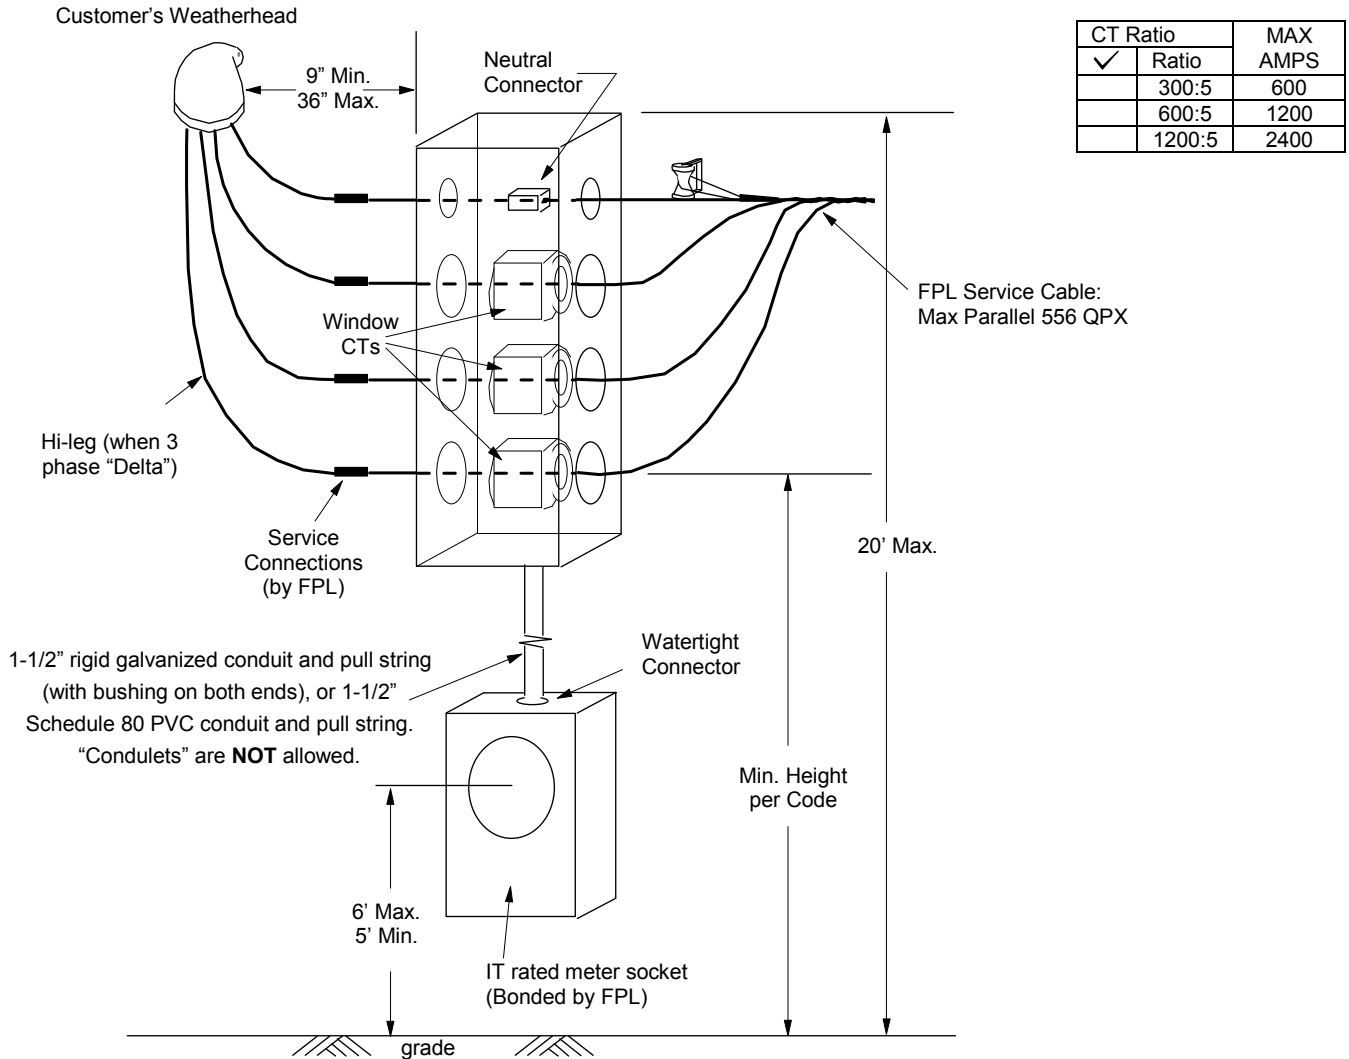 Customer's Weatherhead
9" Min.
36" Max.
Neutral
Connector
CT Ratio
MAX
AMPS
✓ Ratio
300:5 600
600:5 1200
1200:5 2400
FPL Service Cable:
Max Parallel 556 QPX
Window
CTs
Hi-leg (when 3
phase “Delta”)
Service
Connections
(by FPL)
20’ Max.
1-1/2” rigid galvanized conduit and pull string
(with bushing on both ends), or 1-1/2”
Schedule 80 PVC conduit and pull string.
“Condulets” are NOT allowed.
Watertight
Connector
Min. Height
per Code
6’ Max.
5’ Min.
IT rated meter socket
(Bonded by FPL)
grade